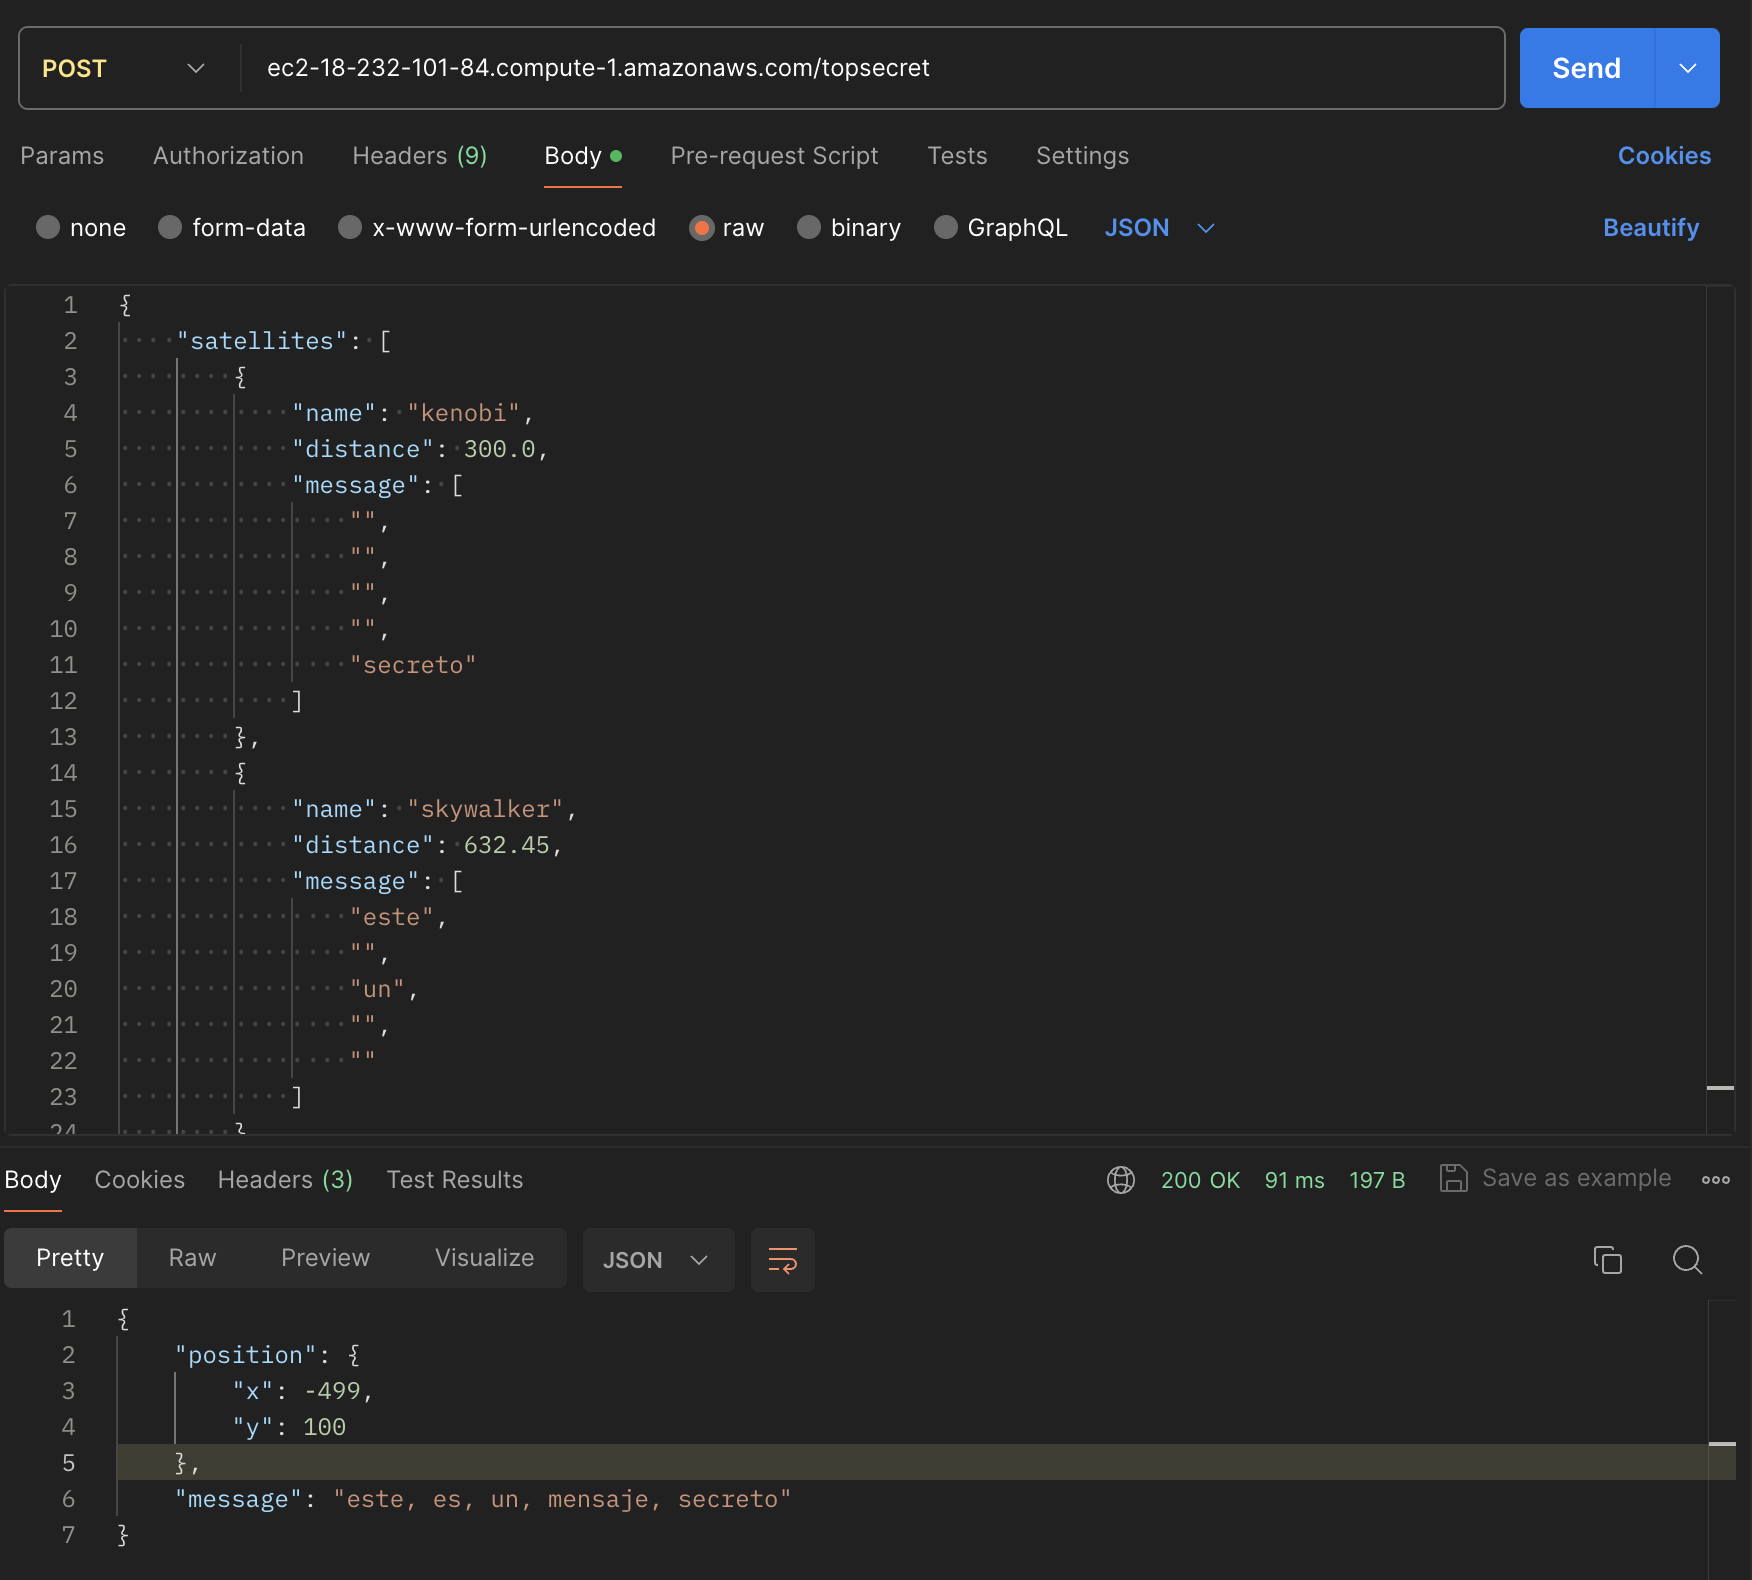 POST ec2-18-232-101-84.compute-1.amazonaws.com/topsecret Send
Params Authorization Headers (9) Body Pre-request Script Tests Settings Cookies
none form-data x-www-form-urlencoded raw binary GraphQL JSON Beautify
1 {
2 "satellites": [
3 {
4 "name": "kenobi",
5 "distance": 300.0,
6 "message": [
7 "",
8 "",
9 "",
10 "",
11 "secreto"
12 ]
13 },
14 {
15 "name": "skywalker",
16 "distance": 632.45,
17 "message": [
18 "este",
19 "",
20 "un",
21 "",
22 ""
23 ]
24 }
Body Cookies Headers (3) Test Results 200 OK 91 ms 197 B Save as example
Pretty Raw Preview Visualize JSON
1 {
2 "position": {
3 "x": -499,
4 "y": 100
5 },
6 "message": "este, es, un, mensaje, secreto"
7 }